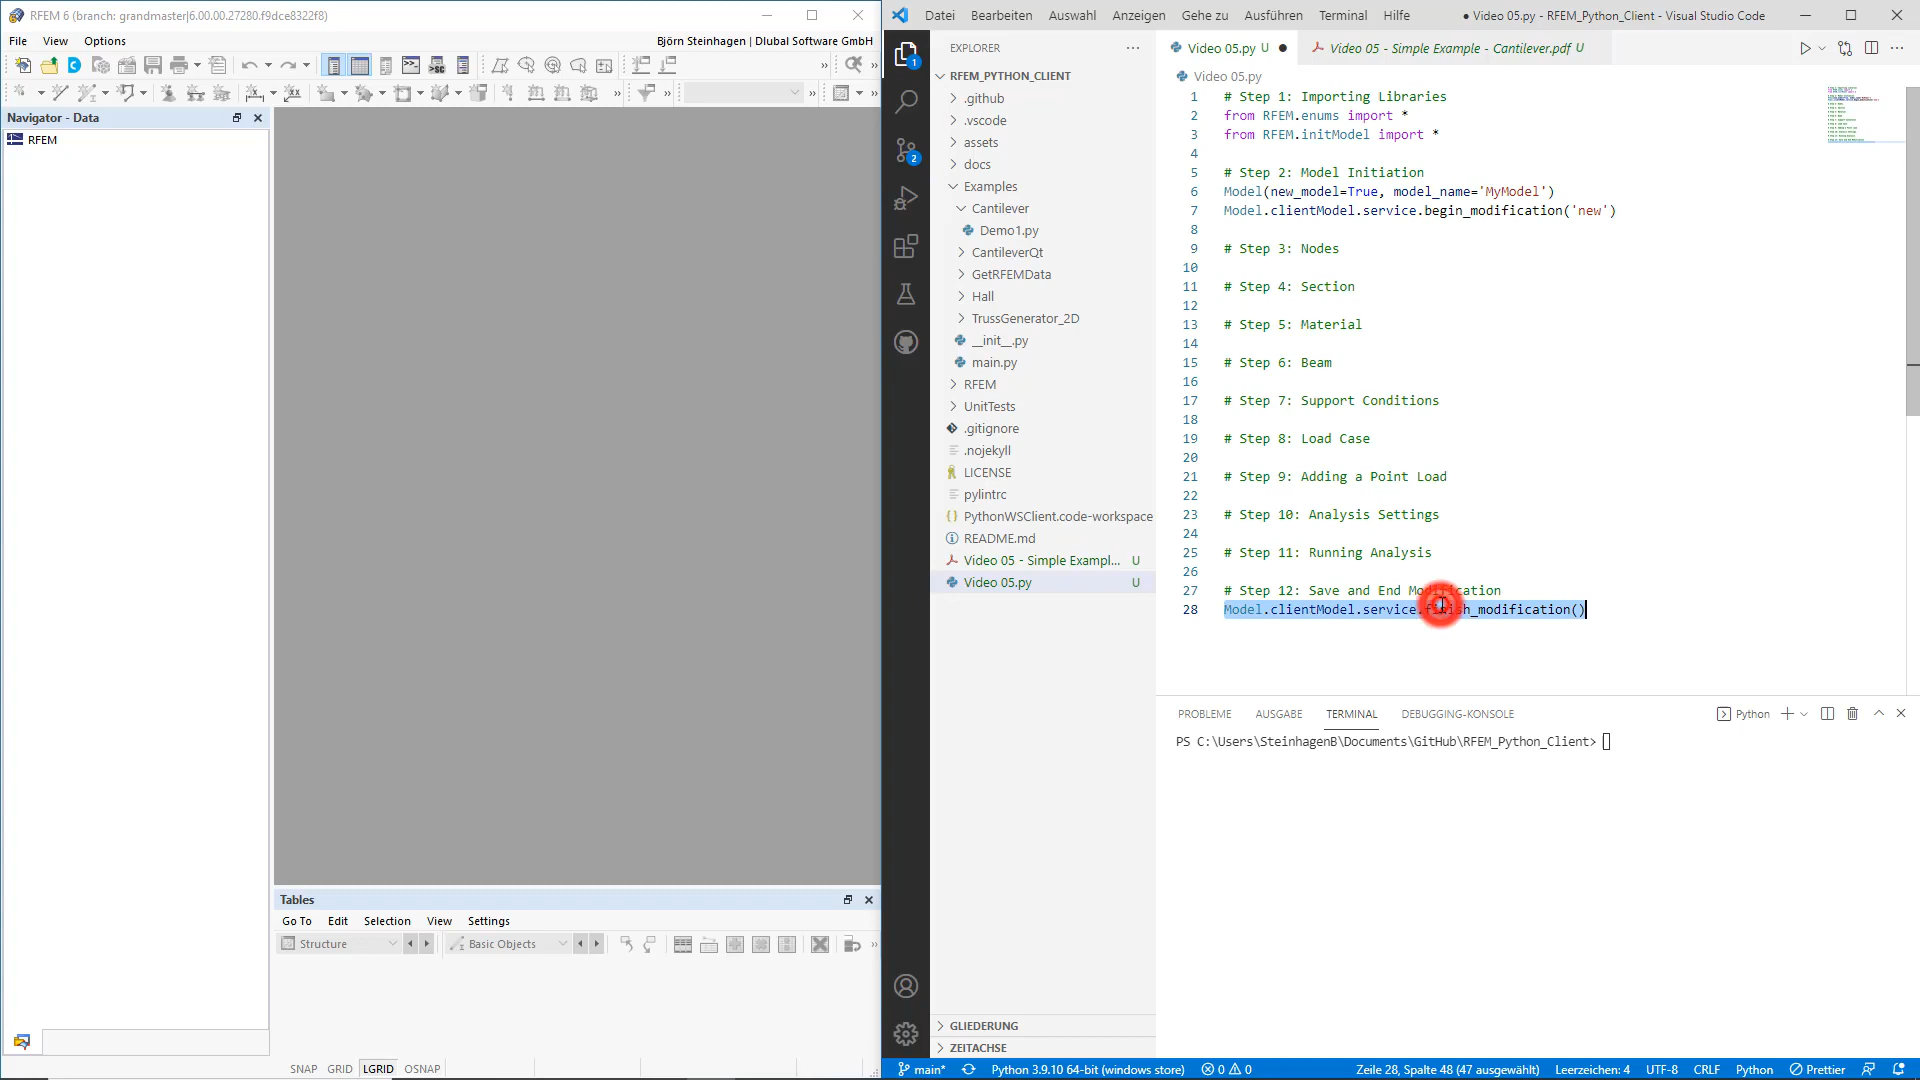 RFEM 6 (branch: grandmaster|6.00.00.27280.f9dce8322f8)
File View Options
Björn Steinhagen | Dlubal Software GmbH
Navigator - Data
RFEM
Tables
Go To Edit Selection View Settings
Structure
Basic Objects
SNAP GRID LGRID OSNAP
Datei Bearbeiten Auswahl Anzeigen Gehe zu Ausführen Terminal Hilfe
● Video 05.py - RFEM_Python_Client - Visual Studio Code
EXPLORER
RFEM_PYTHON_CLIENT
.github
.vscode
assets
docs
Examples
Cantilever
Demo1.py
CantileverQt
GetRFEMData
Hall
TrussGenerator_2D
__init__.py
main.py
RFEM
UnitTests
.gitignore
.nojekyll
LICENSE
pylintrc
PythonWSClient.code-workspace
README.md
Video 05 - Simple Exampl... U
Video 05.py U
GLIEDERUNG
ZEITACHSE
1
2
Video 05.py U
Video 05 - Simple Example - Cantilever.pdf U
Video 05.py
1 # Step 1: Importing Libraries
2 from RFEM.enums import *
3 from RFEM.initModel import *
4
5 # Step 2: Model Initiation
6 Model(new_model=True, model_name='MyModel')
7 Model.clientModel.service.begin_modification('new')
8
9 # Step 3: Nodes
10
11 # Step 4: Section
12
13 # Step 5: Material
14
15 # Step 6: Beam
16
17 # Step 7: Support Conditions
18
19 # Step 8: Load Case
20
21 # Step 9: Adding a Point Load
22
23 # Step 10: Analysis Settings
24
25 # Step 11: Running Analysis
26
27 # Step 12: Save and End Modification
28 Model.clientModel.service.finish_modification()
PROBLEME AUSGABE TERMINAL DEBUGGING-KONSOLE
Python
PS C:\Users\SteinhagenB\Documents\GitHub\RFEM_Python_Client>
main* Python 3.9.10 64-bit (windows store) 0 0
Zeile 28, Spalte 48 (47 ausgewählt) Leerzeichen: 4 UTF-8 CRLF Python Prettier